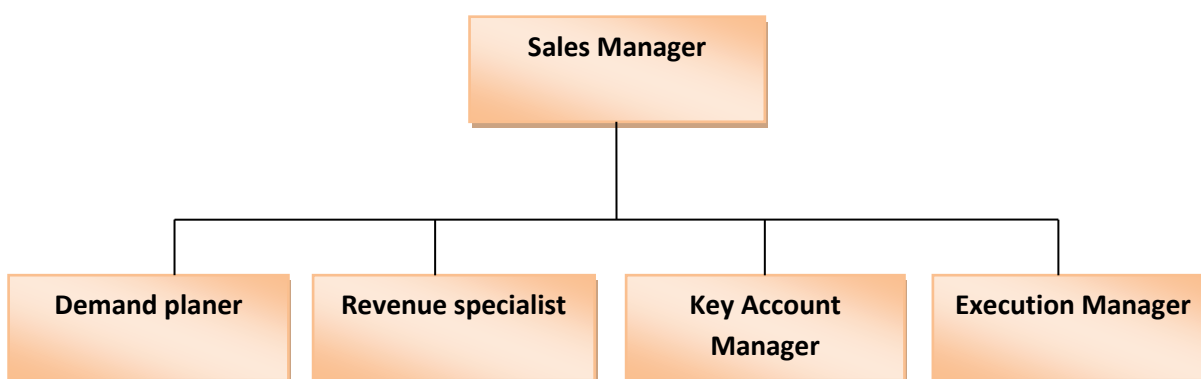 Sales Manager
Demand planer
Revenue specialist
Key Account
Manager
Execution Manager